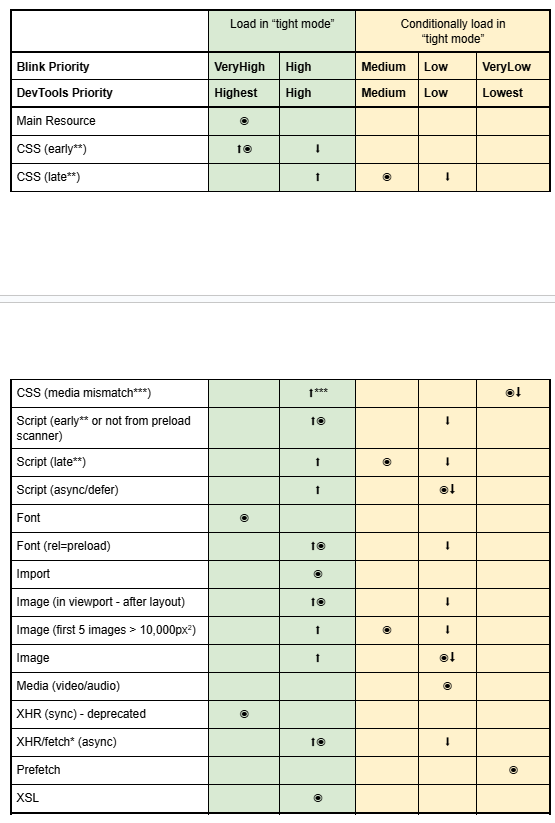 Load in “tight mode” Conditionally load in
“tight mode”
Blink Priority VeryHigh High Medium Low VeryLow
DevTools Priority Highest High Medium Low Lowest
Main Resource ◉
CSS (early**) ⬆◉ ⬇
CSS (late**) ⬆ ◉ ⬇
CSS (media mismatch***) ⬆*** ◉⬇
Script (early** or not from preload ⬆◉ ⬇
scanner)
Script (late**) ⬆ ◉ ⬇
Script (async/defer) ⬆ ◉⬇
Font ◉
Font (rel=preload) ⬆◉ ⬇
Import ◉
Image (in viewport - after layout) ⬆◉ ⬇
Image (first 5 images > 10,000px²) ⬆ ◉ ⬇
Image ⬆ ◉⬇
Media (video/audio) ◉
XHR (sync) - deprecated ◉
XHR/fetch* (async) ⬆◉ ⬇
Prefetch ◉
XSL ◉